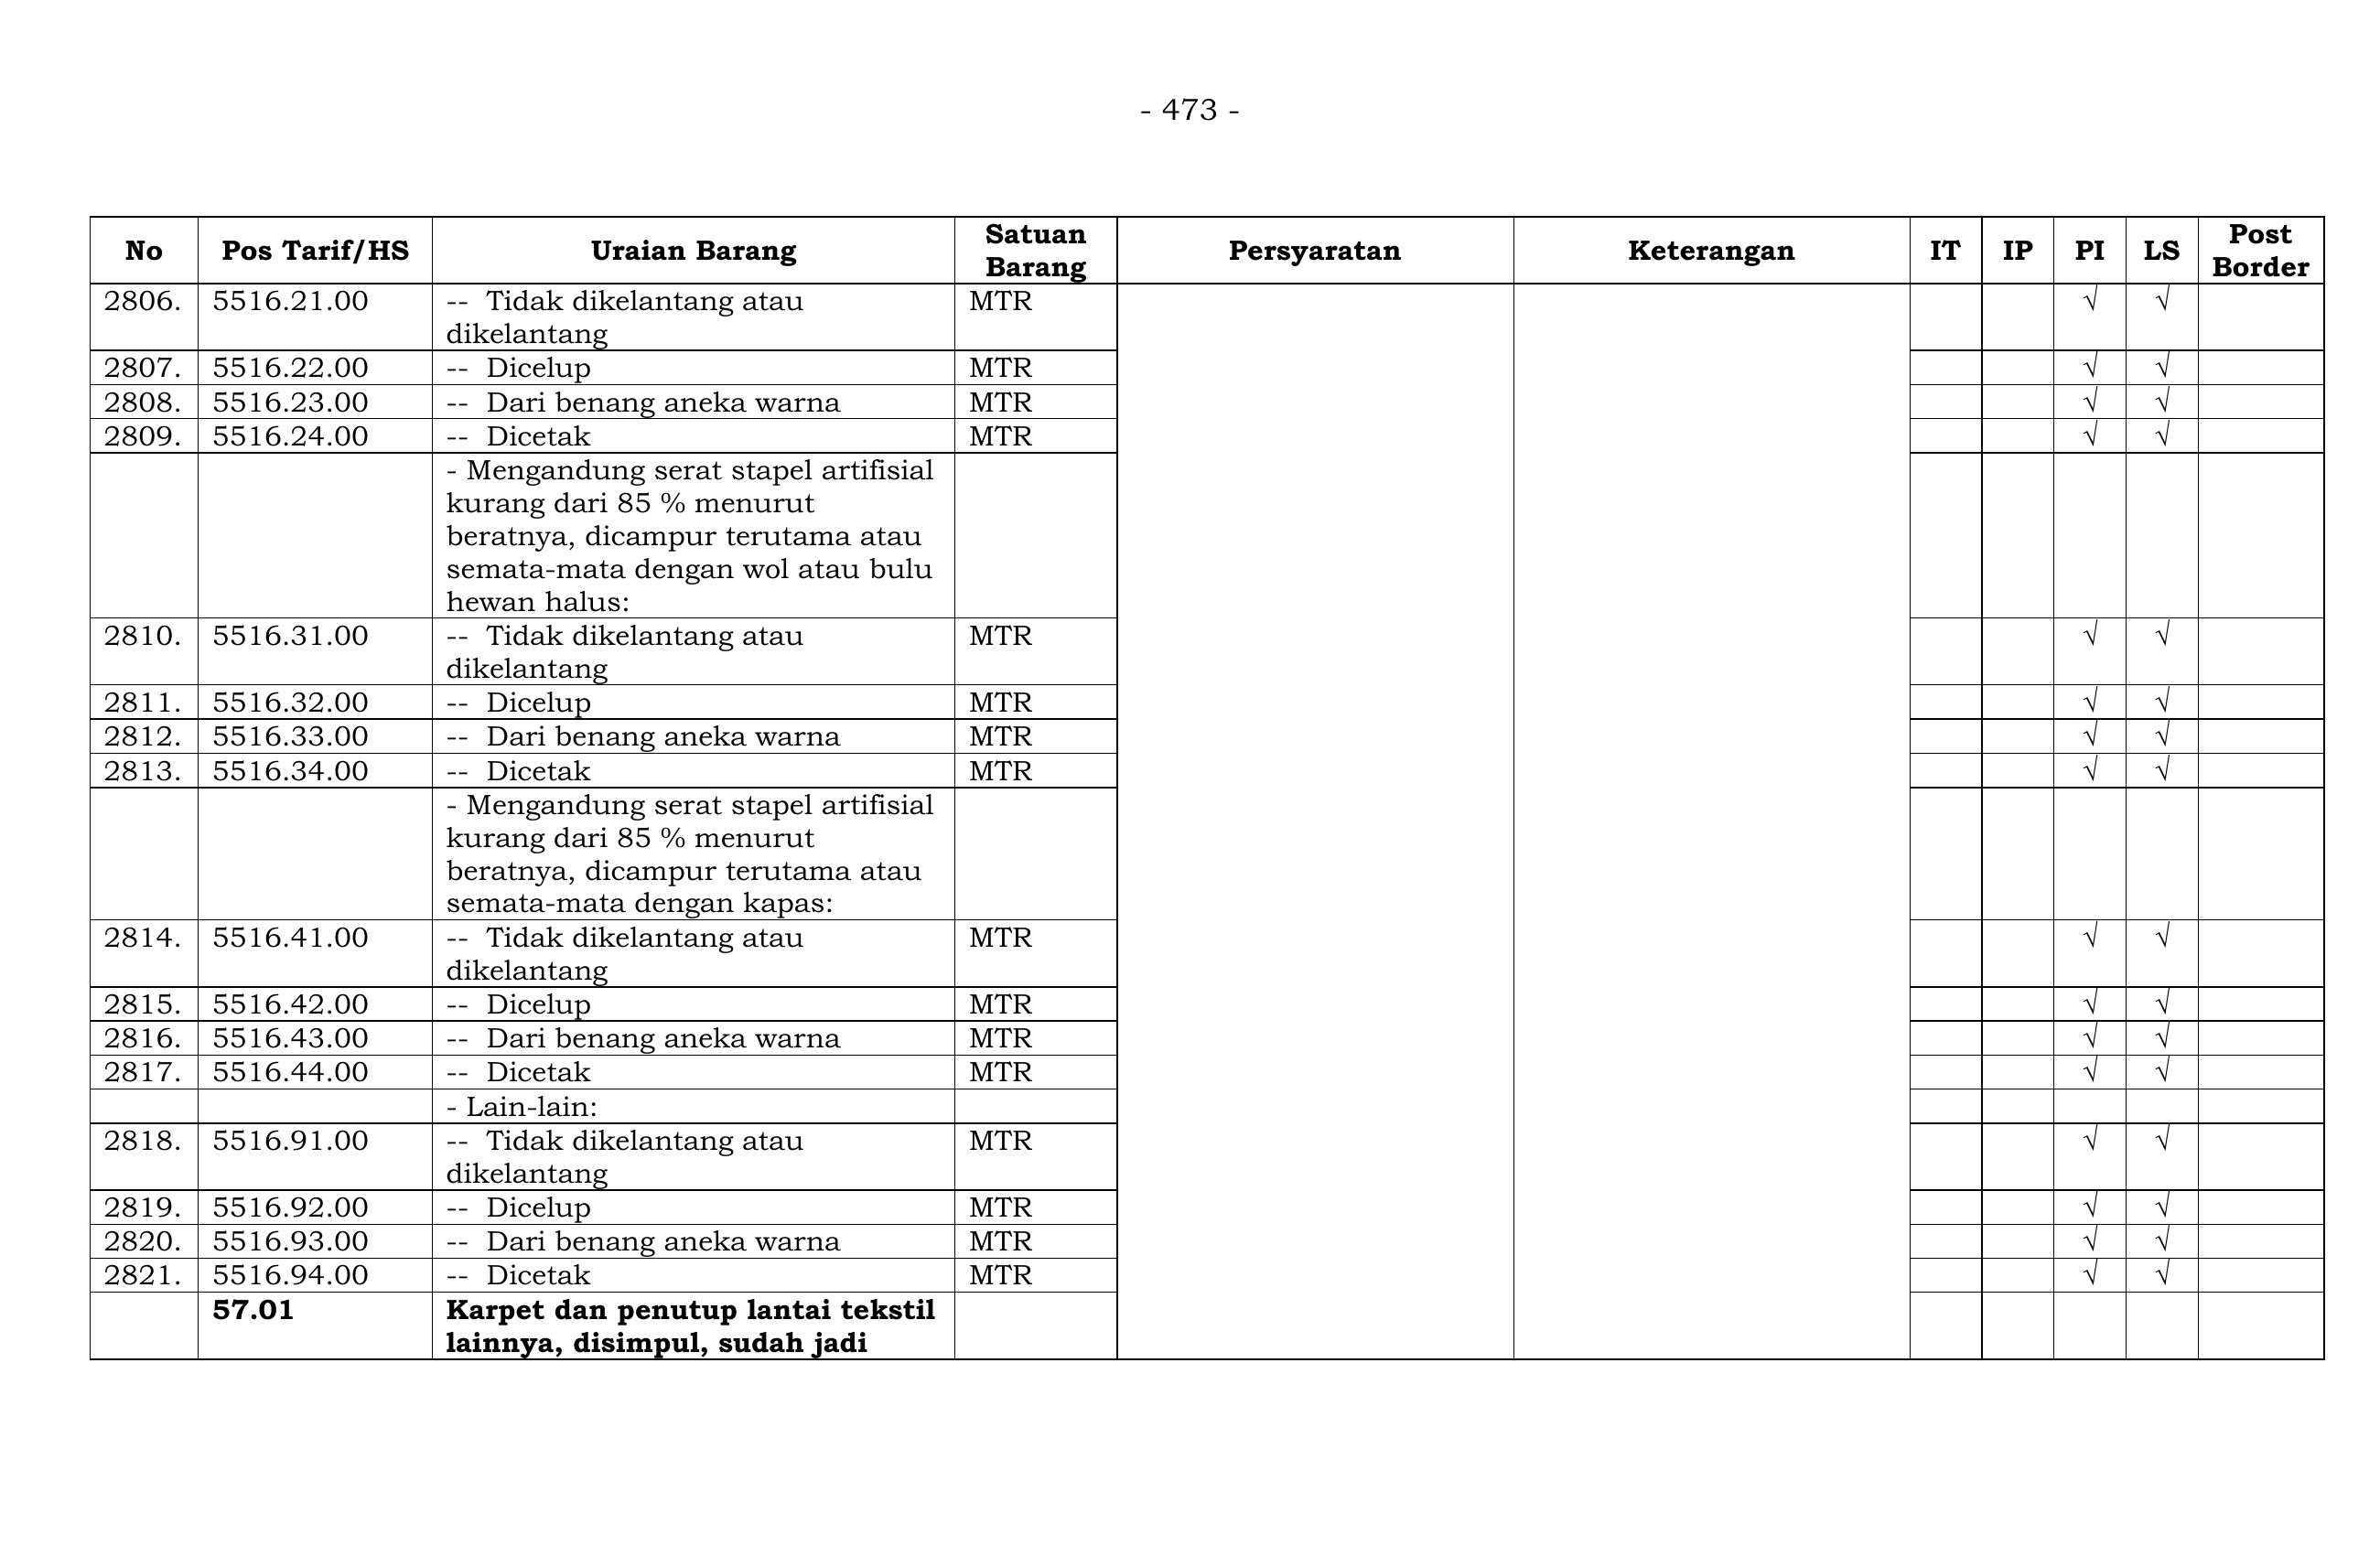 - 473 -
No Pos Tarif/HS Uraian Barang Satuan Barang Persyaratan Keterangan IT IP PI LS Post Border
2806. 5516.21.00 -- Tidak dikelantang atau MTR √ √
dikelantang
2807. 5516.22.00 -- Dicelup MTR √ √
2808. 5516.23.00 -- Dari benang aneka warna MTR √ √
2809. 5516.24.00 -- Dicetak MTR √ √
- Mengandung serat stapel artifisial
kurang dari 85 % menurut
beratnya, dicampur terutama atau
semata-mata dengan wol atau bulu
hewan halus:
2810. 5516.31.00 -- Tidak dikelantang atau MTR √ √
dikelantang
2811. 5516.32.00 -- Dicelup MTR √ √
2812. 5516.33.00 -- Dari benang aneka warna MTR √ √
2813. 5516.34.00 -- Dicetak MTR √ √
- Mengandung serat stapel artifisial
kurang dari 85 % menurut
beratnya, dicampur terutama atau
semata-mata dengan kapas:
2814. 5516.41.00 -- Tidak dikelantang atau MTR √ √
dikelantang
2815. 5516.42.00 -- Dicelup MTR √ √
2816. 5516.43.00 -- Dari benang aneka warna MTR √ √
2817. 5516.44.00 -- Dicetak MTR √ √
- Lain-lain:
2818. 5516.91.00 -- Tidak dikelantang atau MTR √ √
dikelantang
2819. 5516.92.00 -- Dicelup MTR √ √
2820. 5516.93.00 -- Dari benang aneka warna MTR √ √
2821. 5516.94.00 -- Dicetak MTR √ √
57.01 Karpet dan penutup lantai tekstil
lainnya, disimpul, sudah jadi